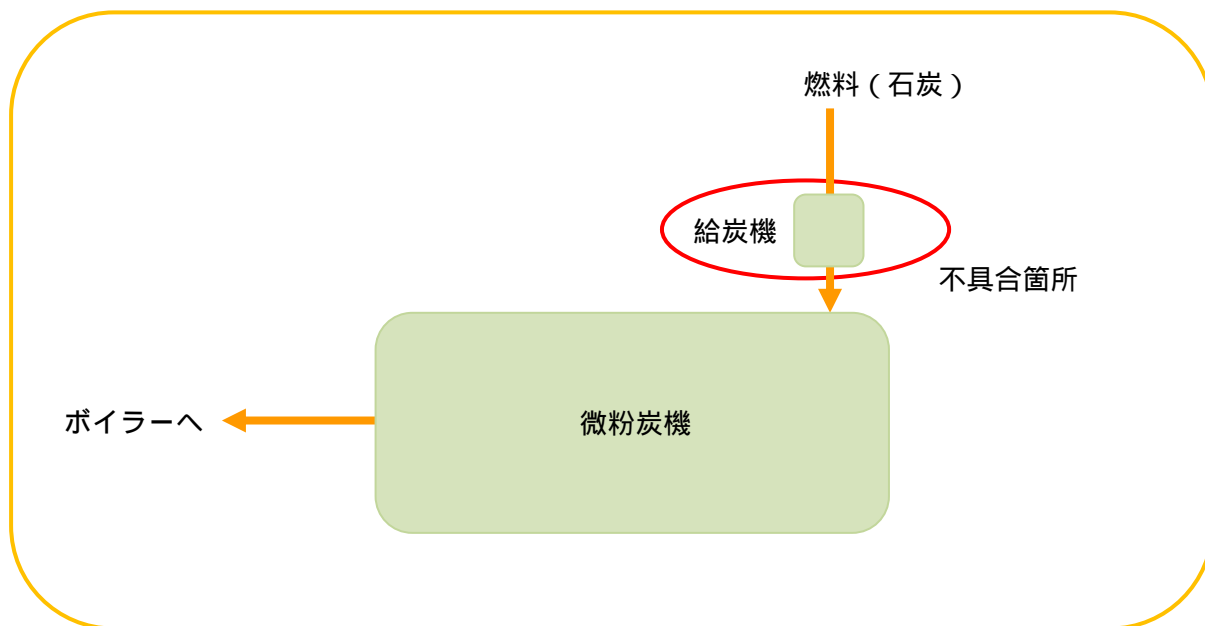 燃料（石炭）
給炭機
不具合箇所
ボイラーへ
微粉炭機